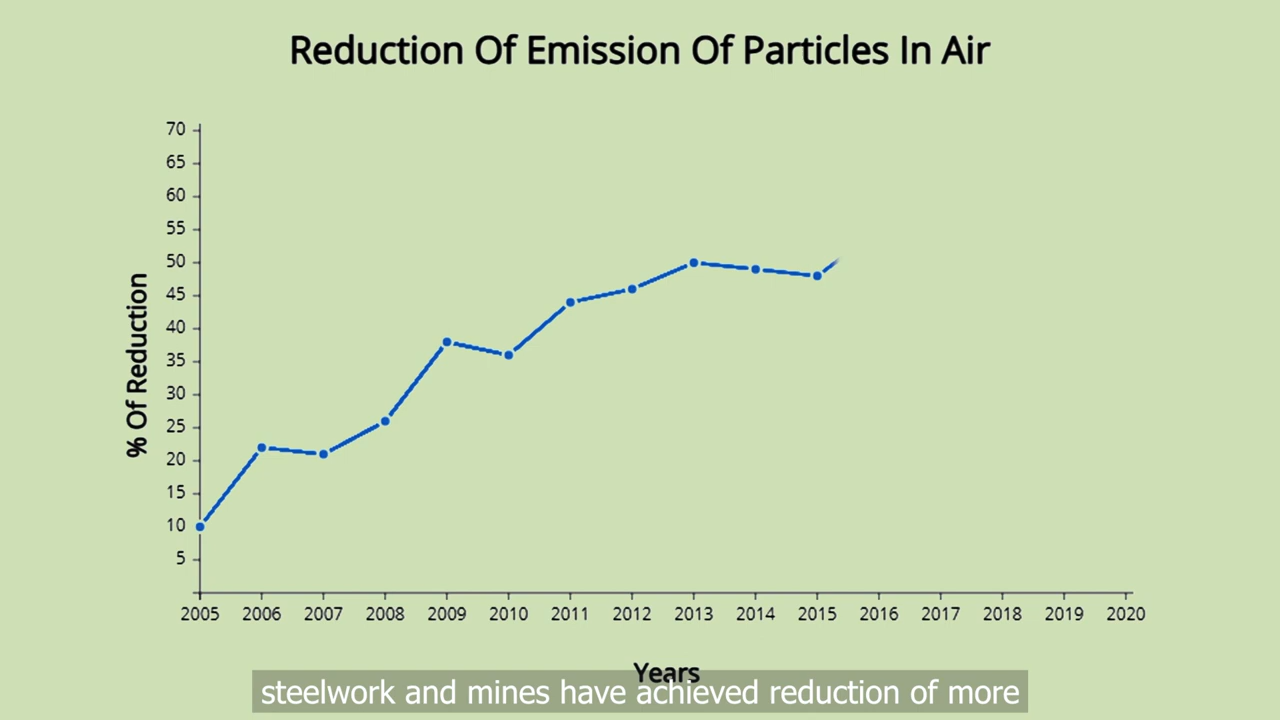 Reduction Of Emission Of Particles In Air
70
65
60
55
50
45
40
35
30
25
20
15
10
5
% Of Reduction
2005 2006 2007 2008 2009 2010 2011 2012 2013 2014 2015 2016 2017 2018 2019 2020
Years
steelwork and mines have achieved reduction of more